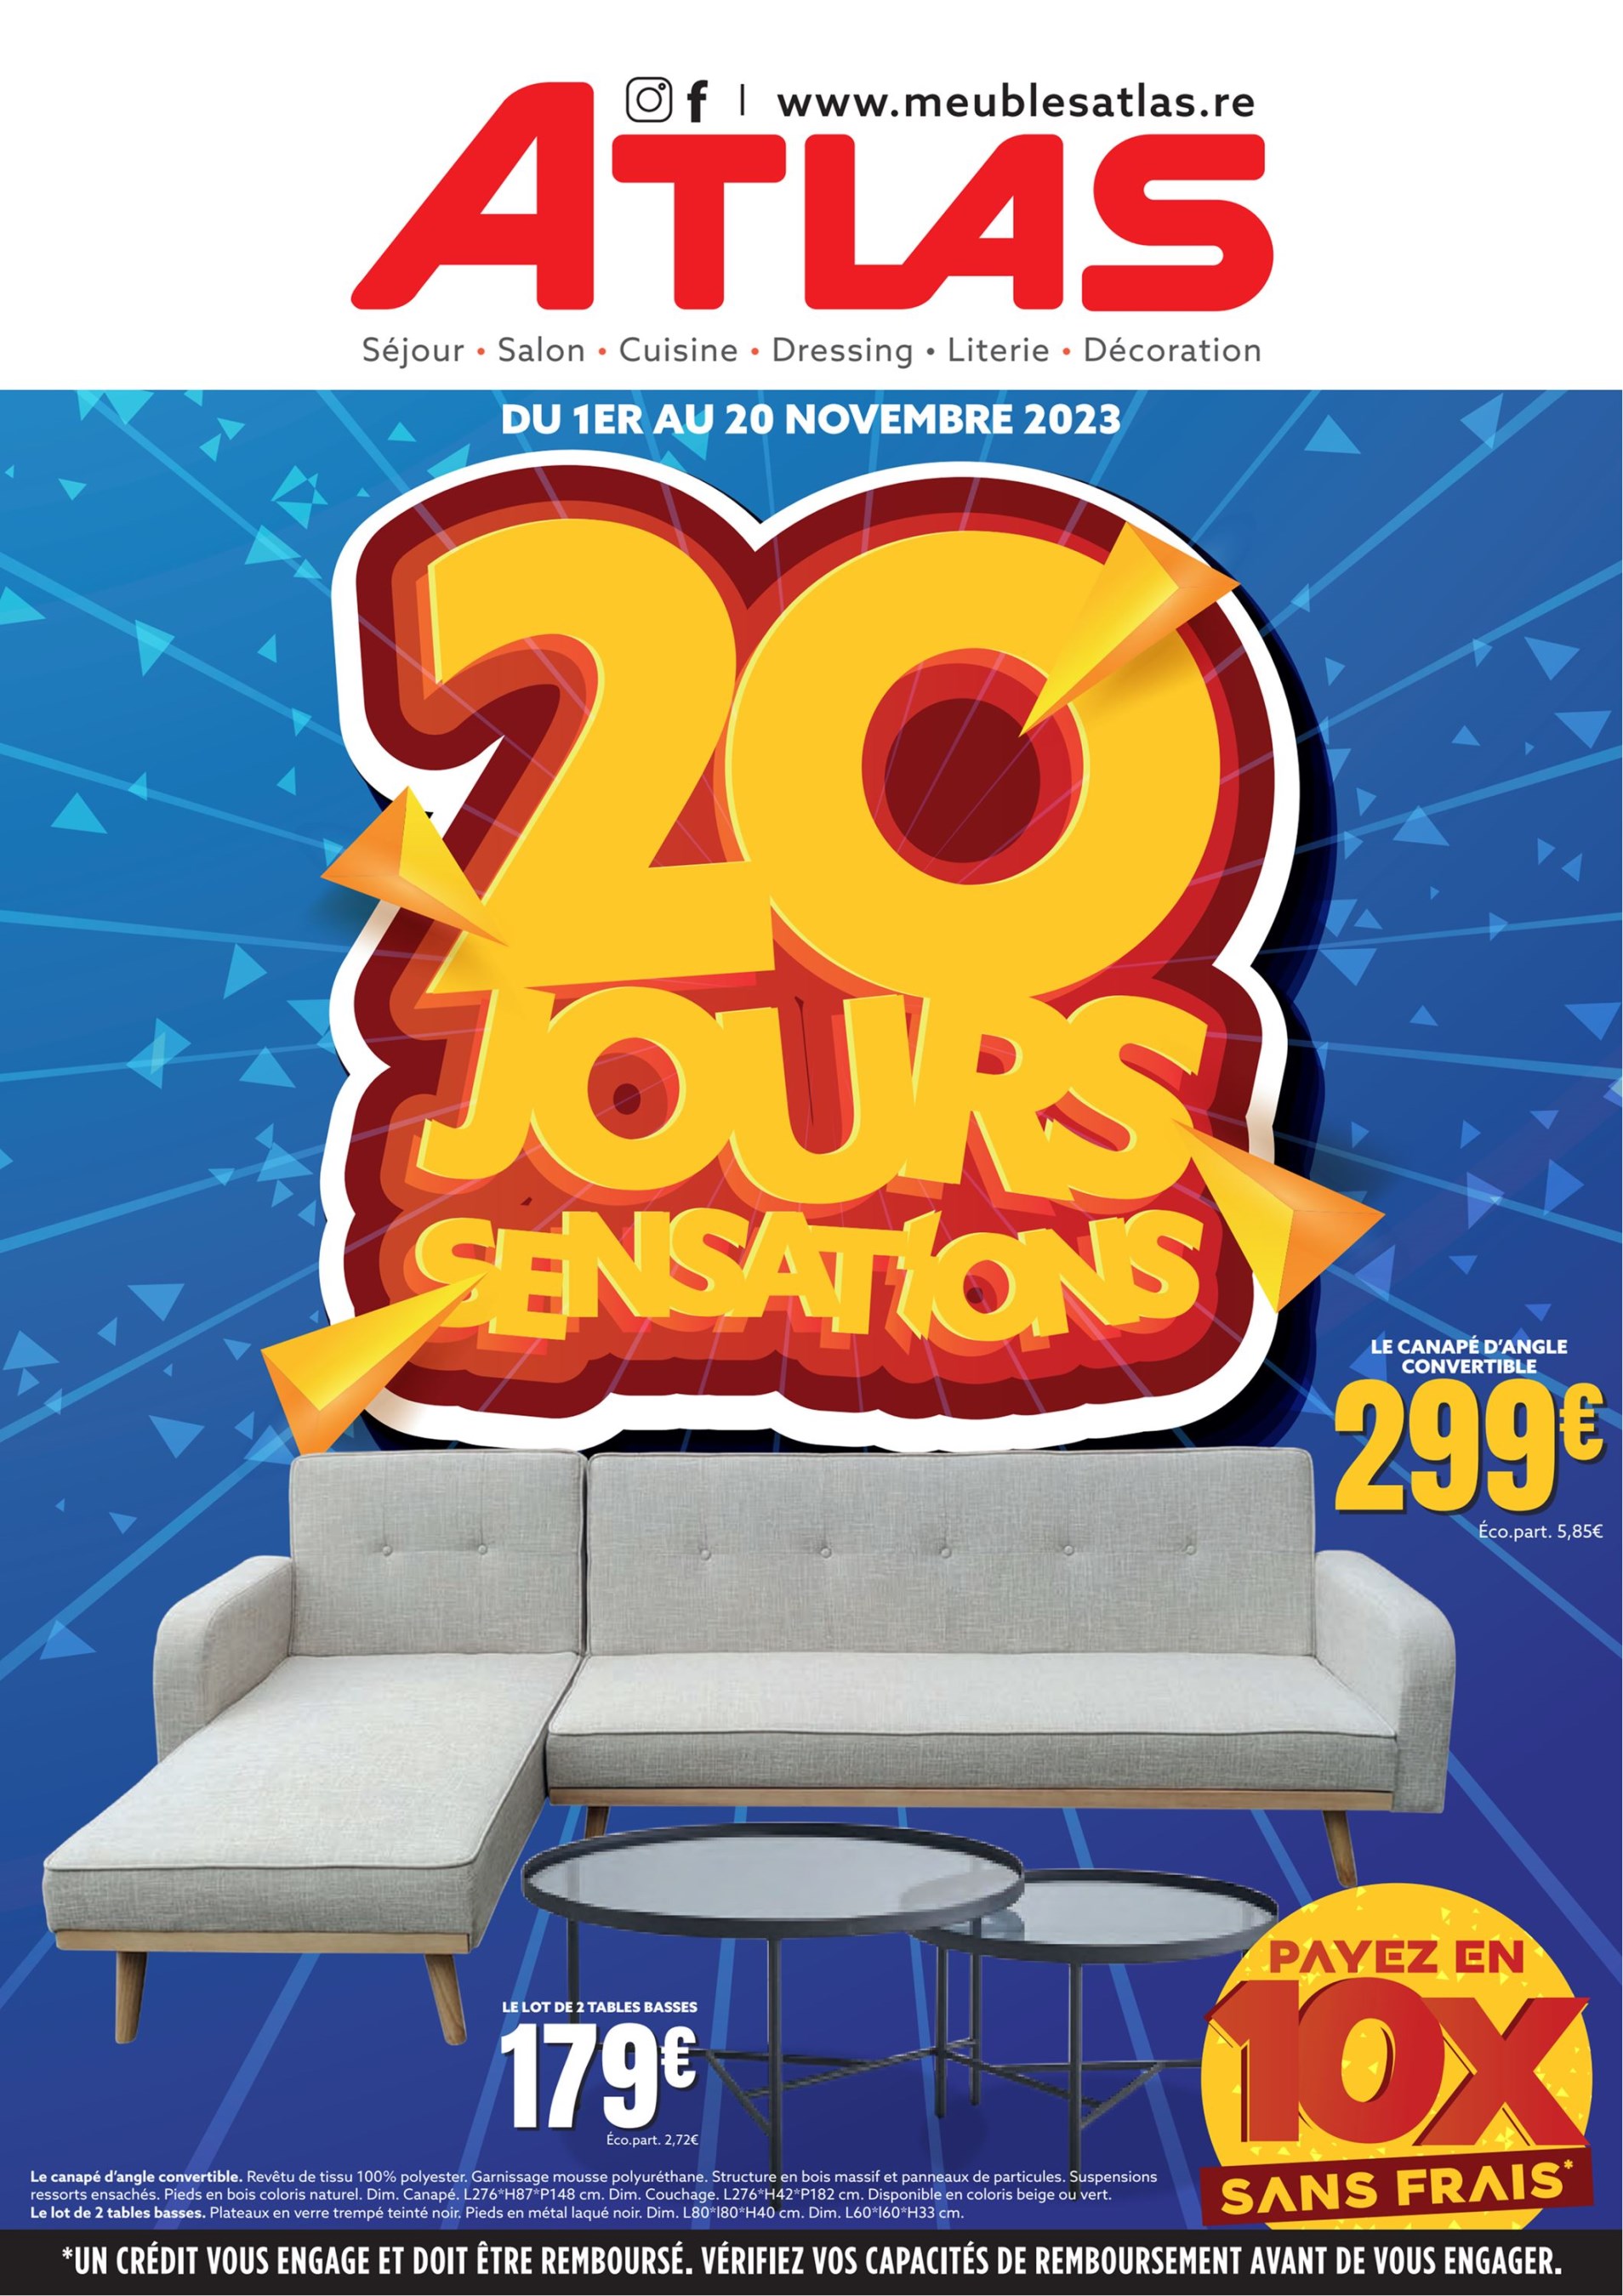 www.meublesatlas.re
ATLAS
Séjour • Salon • Cuisine • Dressing • Literie • Décoration
DU 1ER AU 20 NOVEMBRE 2023
20
JOURS
SENSATIONS
LE CANAPÉ D'ANGLE
CONVERTIBLE
299€
Éco.part. 5,85€
LE LOT DE 2 TABLES BASSES
179€
Éco.part. 2,72€
PAYEZ EN
10X
SANS FRAIS*
Le canapé d'angle convertible. Revêtu de tissu 100% polyester. Garnissage mousse polyuréthane. Structure en bois massif et panneaux de particules. Suspensions
ressorts ensachés. Pieds en bois coloris naturel. Dim. Canapé. L276*H87*P148 cm. Dim. Couchage. L276*H42*P182 cm. Disponible en coloris beige ou vert.
Le lot de 2 tables basses. Plateaux en verre trempé teinté noir. Pieds en métal laqué noir. Dim. L80*l80*H40 cm. Dim. L60*l60*H33 cm.
*UN CRÉDIT VOUS ENGAGE ET DOIT ÊTRE REMBOURSÉ. VÉRIFIEZ VOS CAPACITÉS DE REMBOURSEMENT AVANT DE VOUS ENGAGER.